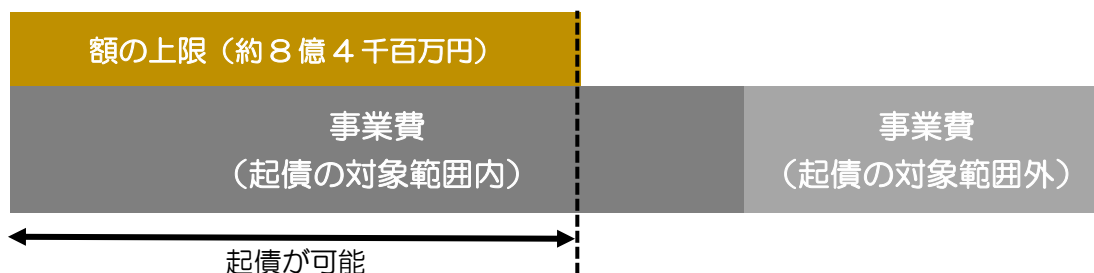 額の上限（約８億４千百万円）
事業費
（起債の対象範囲内）
事業費
（起債の対象範囲外）
起債が可能